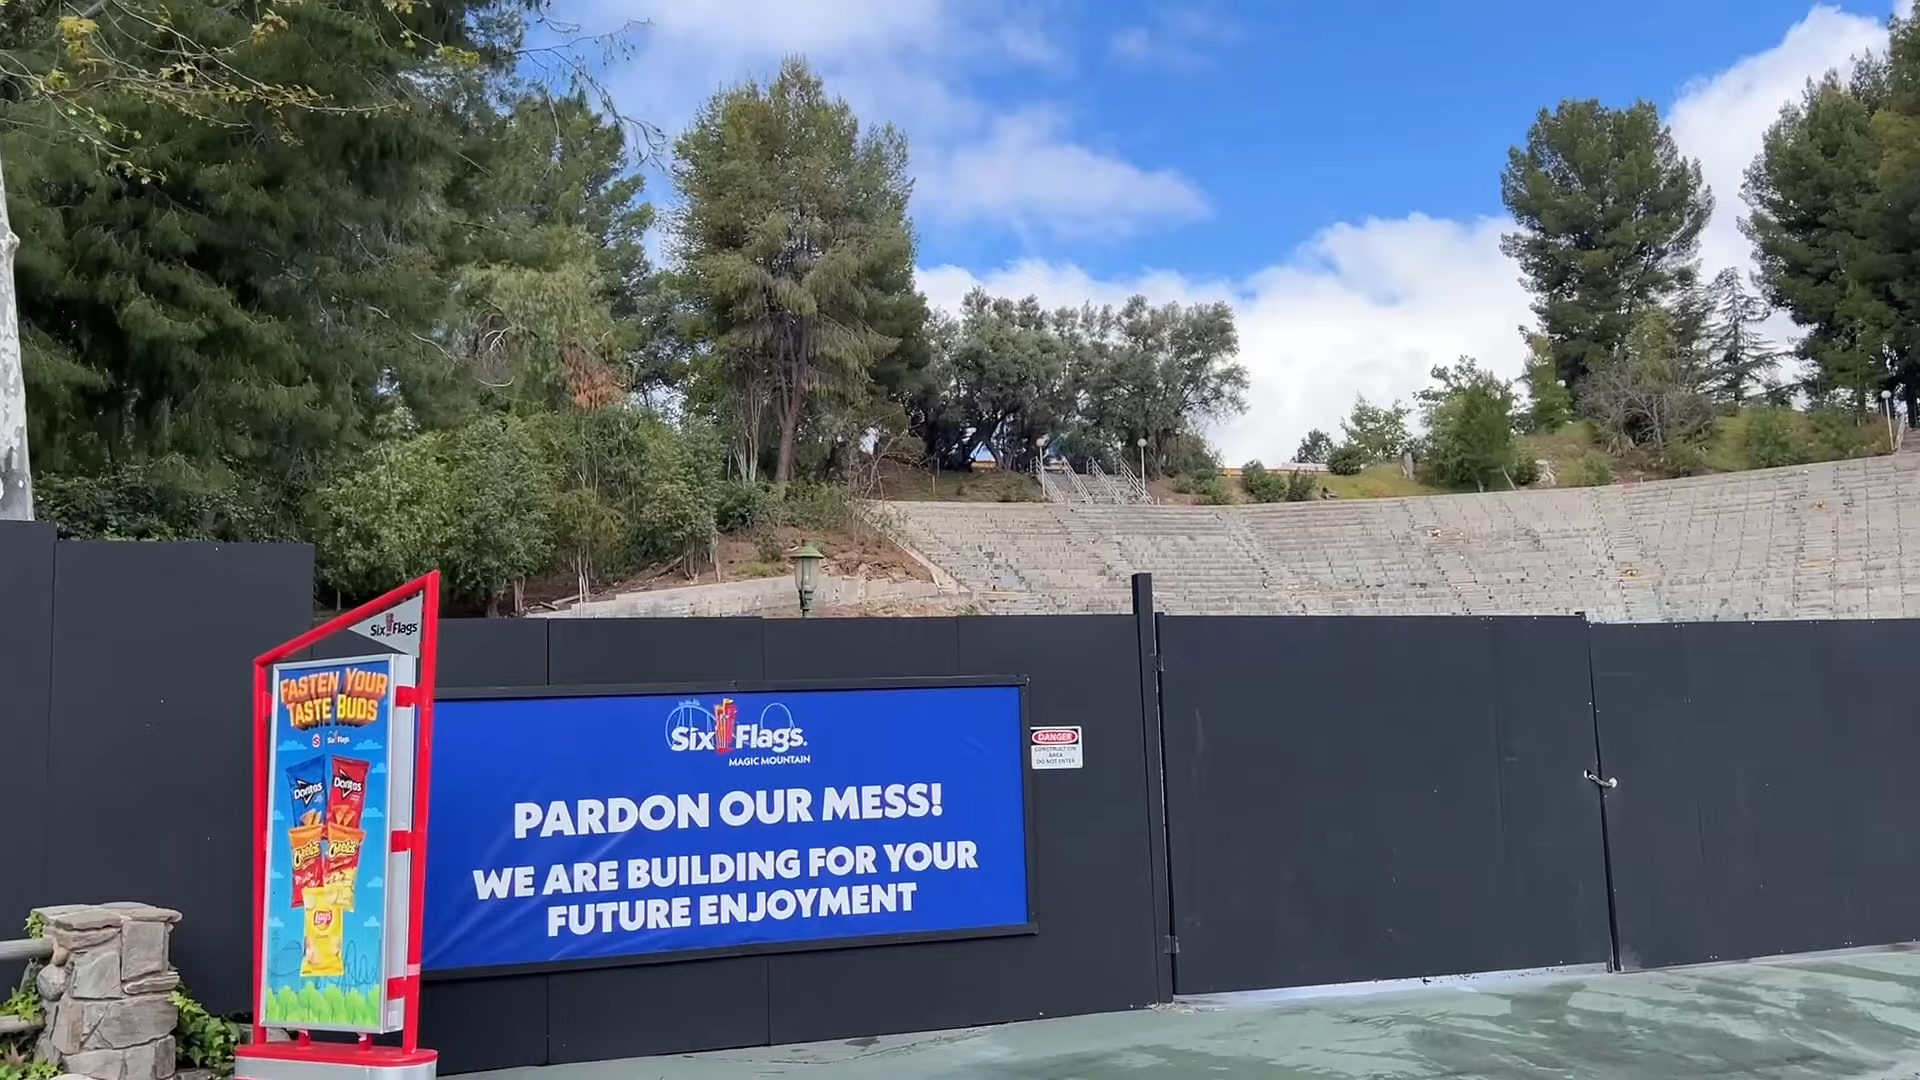 Six Flags
FASTEN YOUR
TASTE BUDS
Six Flags
Doritos
Doritos
Cheetos
Cheetos
Lay's
Six Flags
MAGIC MOUNTAIN
PARDON OUR MESS!
WE ARE BUILDING FOR YOUR
FUTURE ENJOYMENT
DANGER
CONSTRUCTION
AREA
DO NOT ENTER